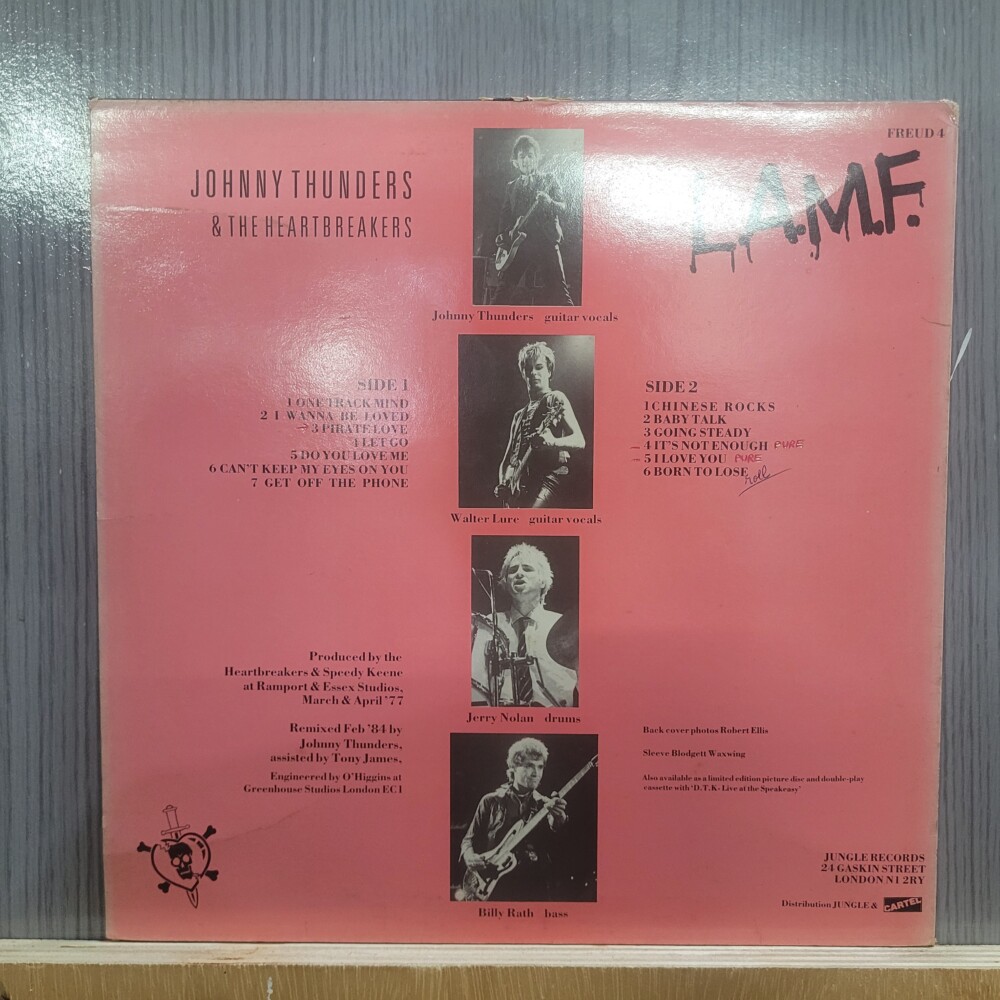 FREUD 4
JOHNNY THUNDERS
& THE HEARTBREAKERS
L.A.M.F.
Johnny Thunders guitar vocals
SIDE 1
1 ONE TRACK MIND
2 I WANNA BE LOVED
3 PIRATE LOVE
4 LET GO
5 DO YOU LOVE ME
6 CAN'T KEEP MY EYES ON YOU
7 GET OFF THE PHONE
SIDE 2
1 CHINESE ROCKS
2 BABY TALK
3 GOING STEADY
4 IT'S NOT ENOUGH PURE
5 I LOVE YOU PURE
6 BORN TO LOSE
roll
Walter Lure guitar vocals
Jerry Nolan drums
Produced by the
Heartbreakers & Speedy Keene
at Ramport & Essex Studios,
March & April '77
Remixed Feb '84 by
Johnny Thunders,
assisted by Tony James,
Engineered by O'Higgins at
Greenhouse Studios London EC1
Back cover photos Robert Ellis
Sleeve Blodgett Waxwing
Also available as a limited edition picture disc and double-play
cassette with 'D.T.K- Live at the Speakeasy'
Billy Rath bass
JUNGLE RECORDS
24 GASKIN STREET
LONDON N1 2RY
Distribution JUNGLE & CARTEL